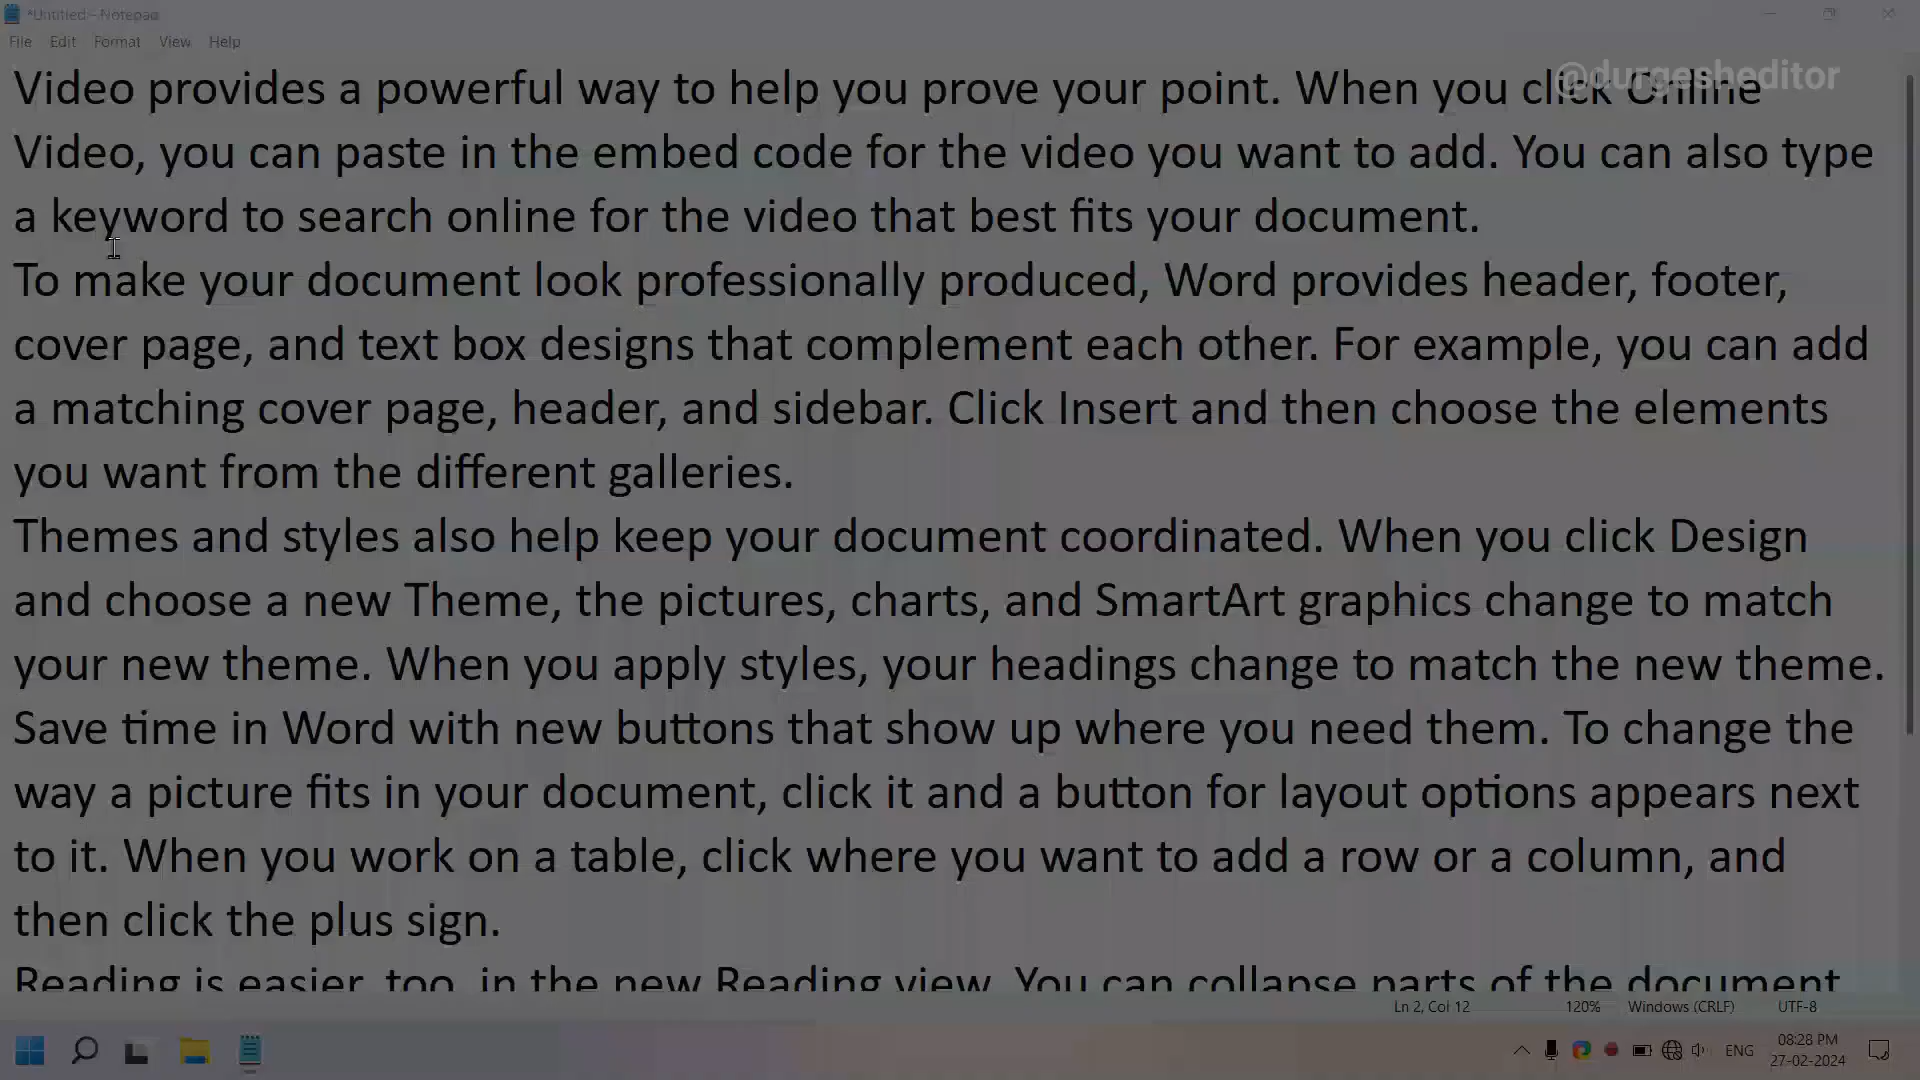 *Untitled - Notepad
File Edit Format View Help
@durgesheditor
Video provides a powerful way to help you prove your point. When you click Online
Video, you can paste in the embed code for the video you want to add. You can also type
a keyword to search online for the video that best fits your document.
To make your document look professionally produced, Word provides header, footer,
cover page, and text box designs that complement each other. For example, you can add
a matching cover page, header, and sidebar. Click Insert and then choose the elements
you want from the different galleries.
Themes and styles also help keep your document coordinated. When you click Design
and choose a new Theme, the pictures, charts, and SmartArt graphics change to match
your new theme. When you apply styles, your headings change to match the new theme.
Save time in Word with new buttons that show up where you need them. To change the
way a picture fits in your document, click it and a button for layout options appears next
to it. When you work on a table, click where you want to add a row or a column, and
then click the plus sign.
Reading is easier, too, in the new Reading view. You can collapse parts of the document
Ln 2, Col 12 120% Windows (CRLF) UTF-8
ENG 08:28 PM
27-02-2024